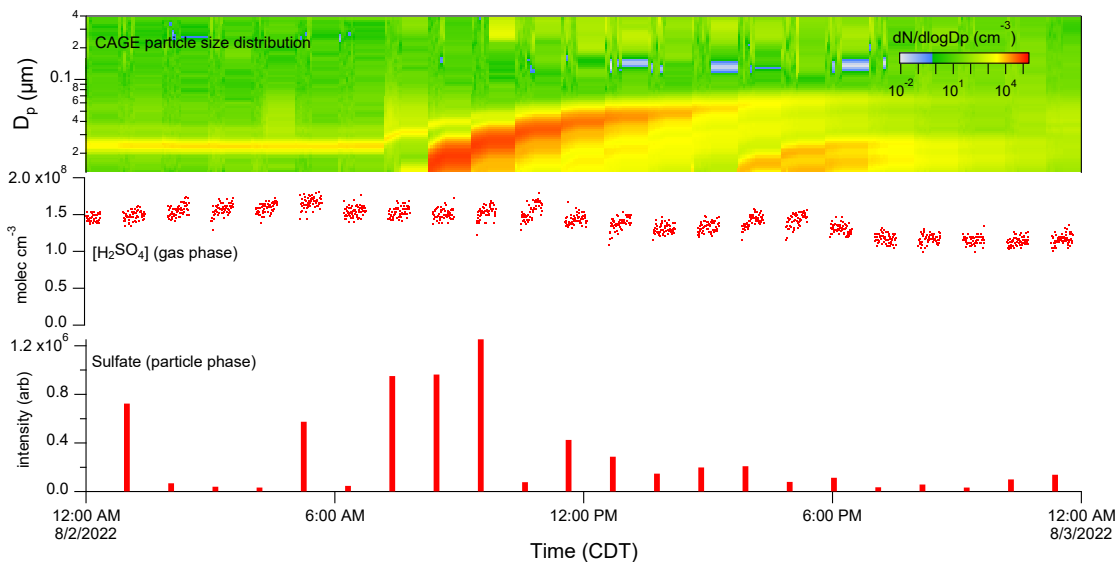 CAGE particle size distribution
dN/dlogDp (cm⁻³)
10⁻² 10¹ 10⁴
Dₚ (µm)
4
2
0.1
8
6
4
2
2.0 x10⁸
1.5
1.0
0.5
0.0
molec cm⁻³
[H₂SO₄] (gas phase)
1.2 x10⁶
0.8
0.4
0.0
intensity (arb)
Sulfate (particle phase)
12:00 AM 6:00 AM 12:00 PM 6:00 PM 12:00 AM
8/2/2022 8/3/2022
Time (CDT)